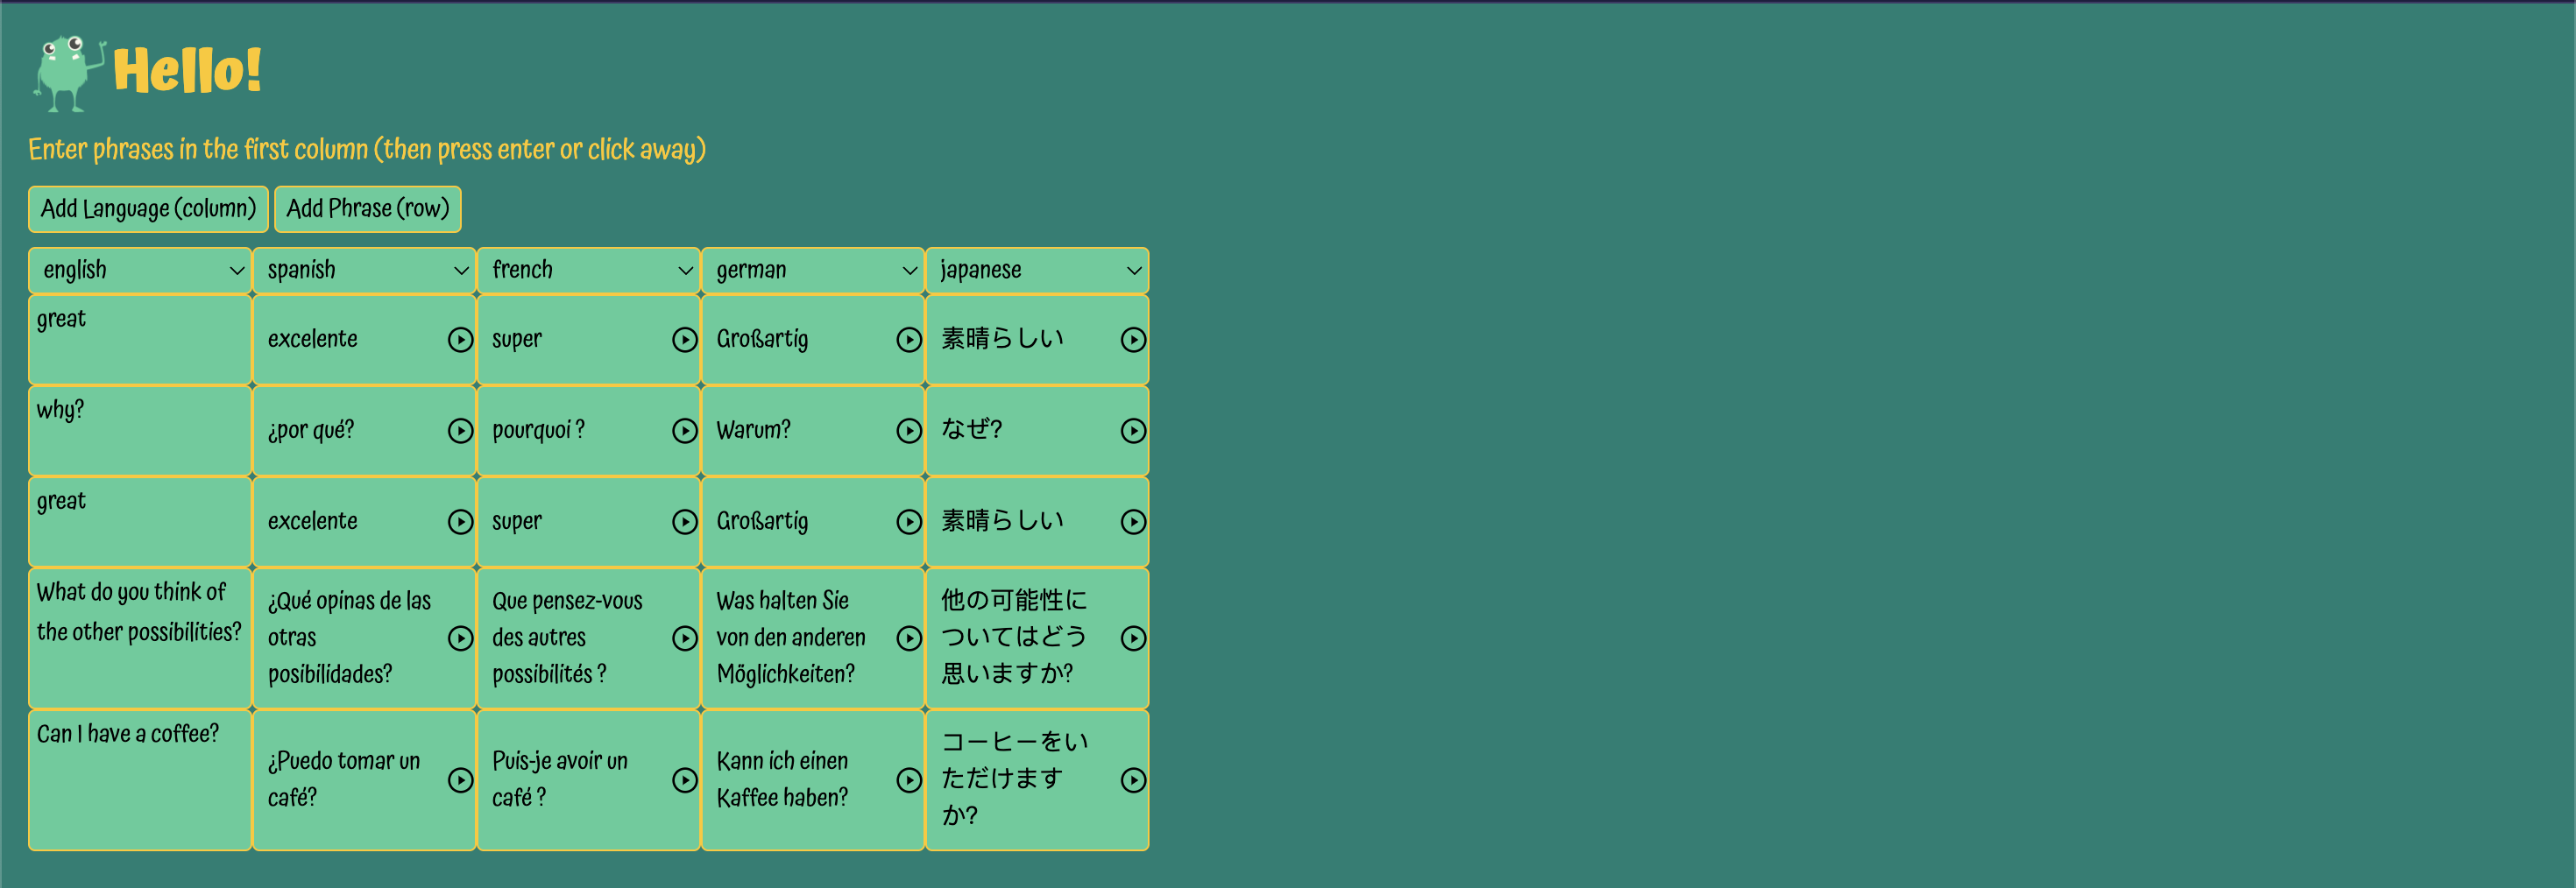 Hello!
Enter phrases in the first column (then press enter or click away)
Add Language (column) Add Phrase (row)
english spanish french german japanese
great
excelente
super
Großartig
素晴らしい
why?
¿por qué?
pourquoi ?
Warum?
なぜ?
great
excelente
super
Großartig
素晴らしい
What do you think of
the other possibilities?
¿Qué opinas de las
otras
posibilidades?
Que pensez-vous
des autres
possibilités ?
Was halten Sie
von den anderen
Möglichkeiten?
他の可能性に
ついてはどう
思いますか?
Can I have a coffee?
¿Puedo tomar un
café?
Puis-je avoir un
café ?
Kann ich einen
Kaffee haben?
コーヒーをい
ただけます
か?